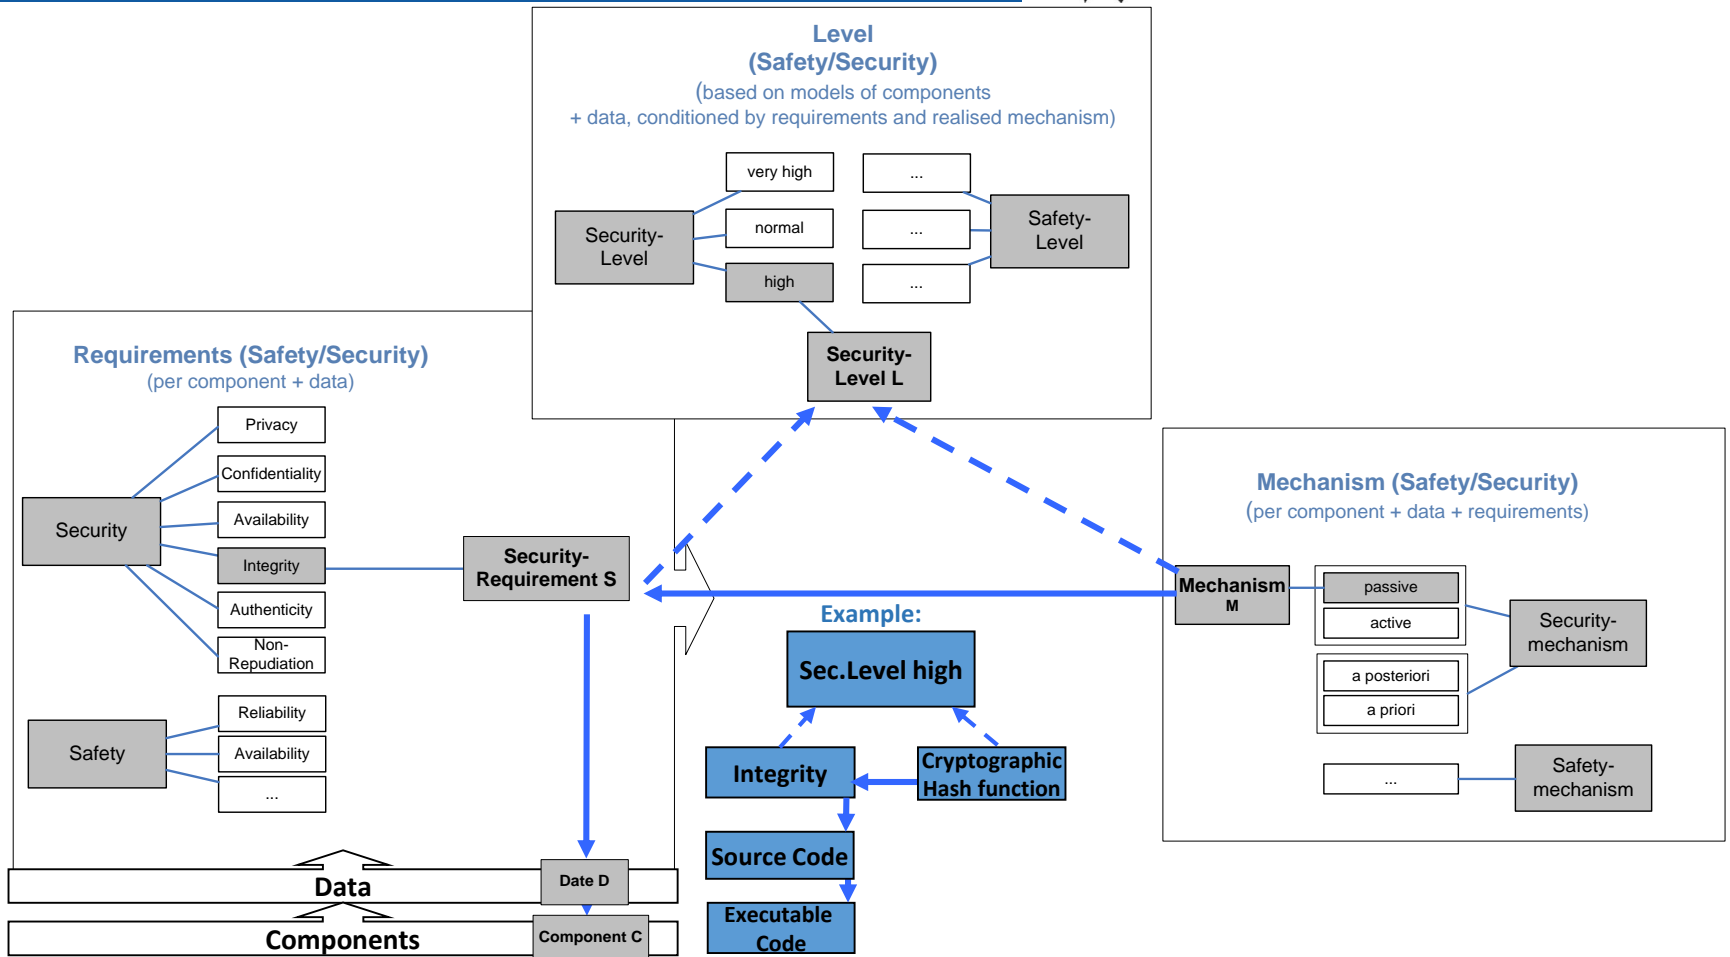 Level
(Safety/Security)
(based on models of components
+ data, conditioned by requirements and realised mechanism)
very high
...
Security-
Level
normal
...
Safety-
Level
high
...
Security-
Level L
Requirements (Safety/Security)
(per component + data)
Privacy
Confidentiality
Security
Availability
Integrity
Authenticity
Non-
Repudiation
Security-
Requirement S
Safety
Reliability
Availability
...
Mechanism (Safety/Security)
(per component + data + requirements)
Mechanism
M
passive
active
Security-
mechanism
a posteriori
a priori
...
Safety-
mechanism
Example:
Sec.Level high
Integrity
Cryptographic
Hash function
Source Code
Executable
Code
Data
Date D
Components
Component C